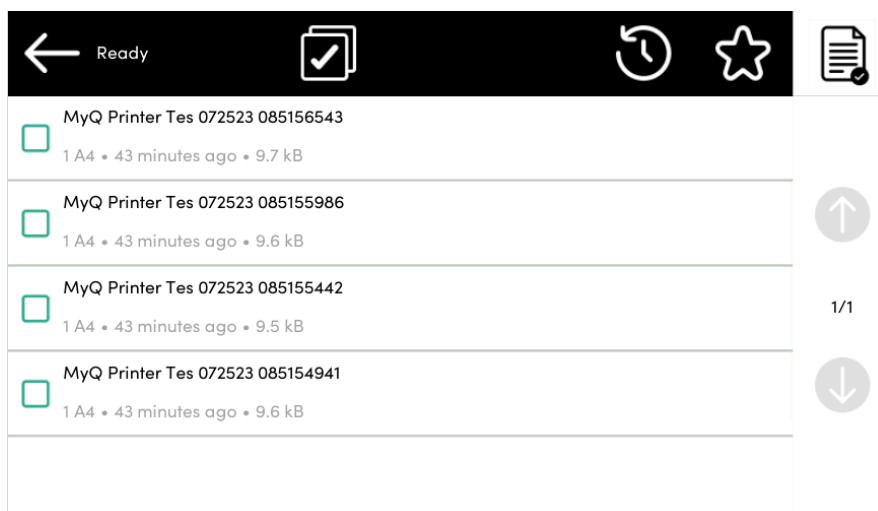 Ready
MyQ Printer Tes 072523 085156543
1 A4 • 43 minutes ago • 9.7 kB
MyQ Printer Tes 072523 085155986
1 A4 • 43 minutes ago • 9.6 kB
MyQ Printer Tes 072523 085155442
1 A4 • 43 minutes ago • 9.5 kB
1/1
MyQ Printer Tes 072523 085154941
1 A4 • 43 minutes ago • 9.6 kB